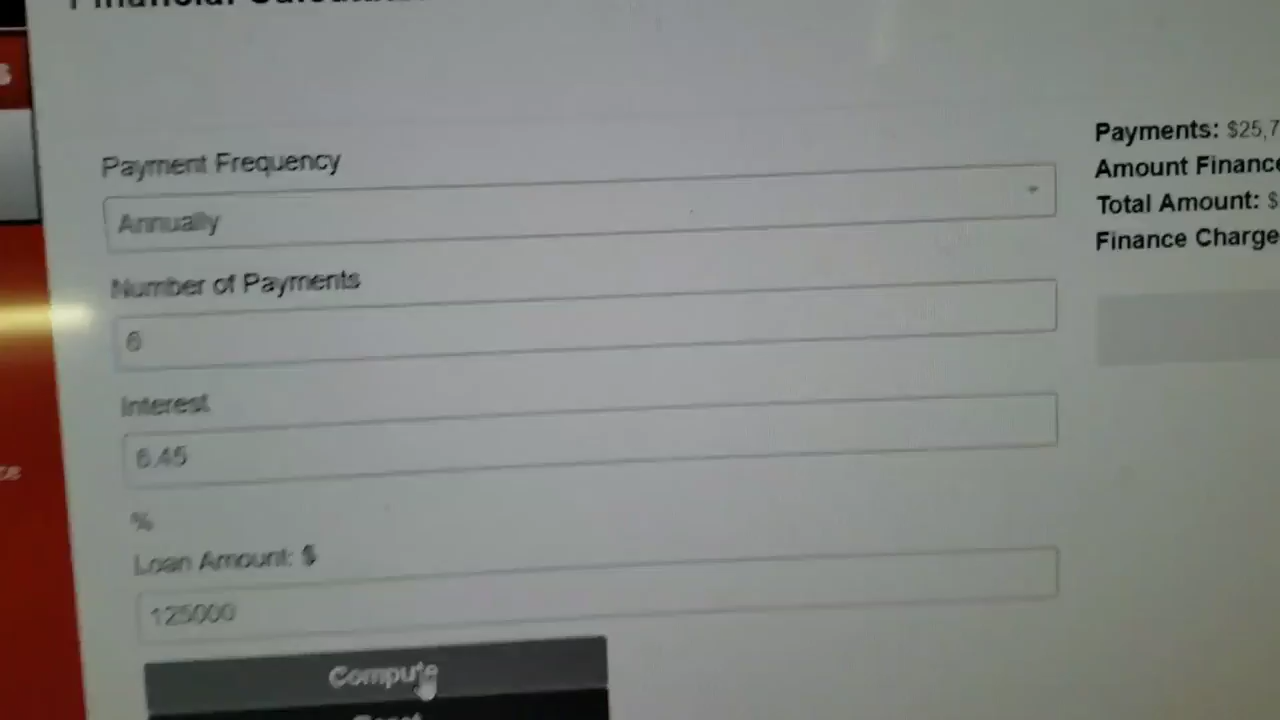 Financial
Payment Frequency
Annually
Number of Payments
6
Interest
6.45
%
Loan Amount: $
125000
Compute
Payments: $25,7
Amount Finance
Total Amount: $
Finance Charge